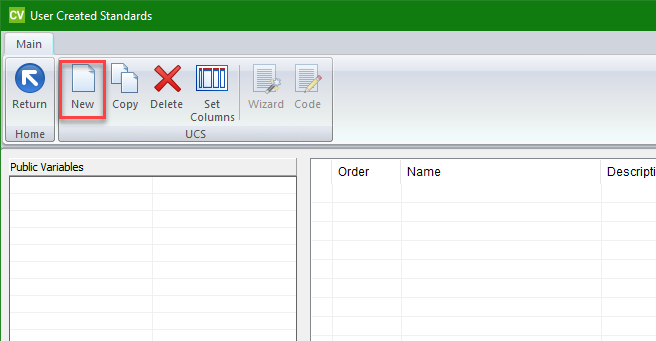 CV User Created Standards
Main
Return New Copy Delete Set Columns Wizard Code
Home UCS
Public Variables
Order Name Descripti